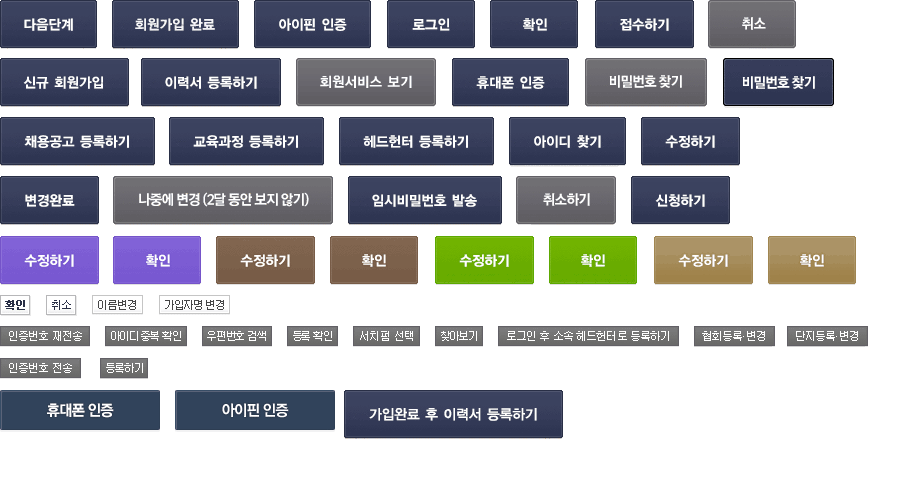 다음단계 회원가입 완료 아이핀 인증 로그인 확인 접수하기 취소
신규 회원가입 이력서 등록하기 회원서비스 보기 휴대폰 인증 비밀번호 찾기 비밀번호 찾기
채용공고 등록하기 교육과정 등록하기 헤드헌터 등록하기 아이디 찾기 수정하기
변경완료 나중에 변경 (2달 동안 보지 않기) 임시비밀번호 발송 취소하기 신청하기
수정하기 확인 수정하기 확인 수정하기 확인 수정하기 확인
확인 취소 이름변경 가입자명 변경
인증번호 재전송 아이디 중복 확인 우편번호 검색 등록 확인 서치펌 선택 찾아보기 로그인 후 소속 헤드헌터로 등록하기 협회등록·변경 단지등록·변경
인증번호 전송 등록하기
휴대폰 인증 아이핀 인증 가입완료 후 이력서 등록하기